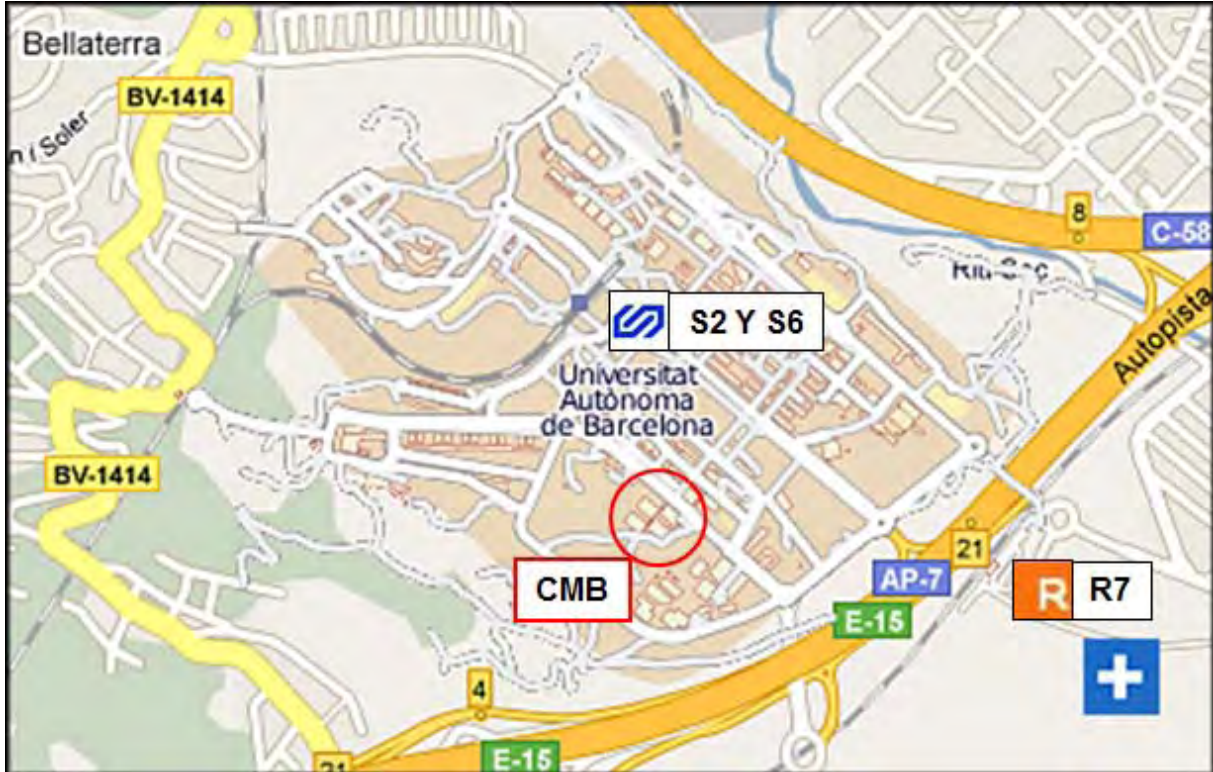 Bellaterra
BV-1414
n i Soler
8
C-58
S2 Y S6
Autopista
Universitat
Autònoma
de Barcelona
BV-1414
CMB
21
AP-7
R
R7
E-15
4
E-15
21